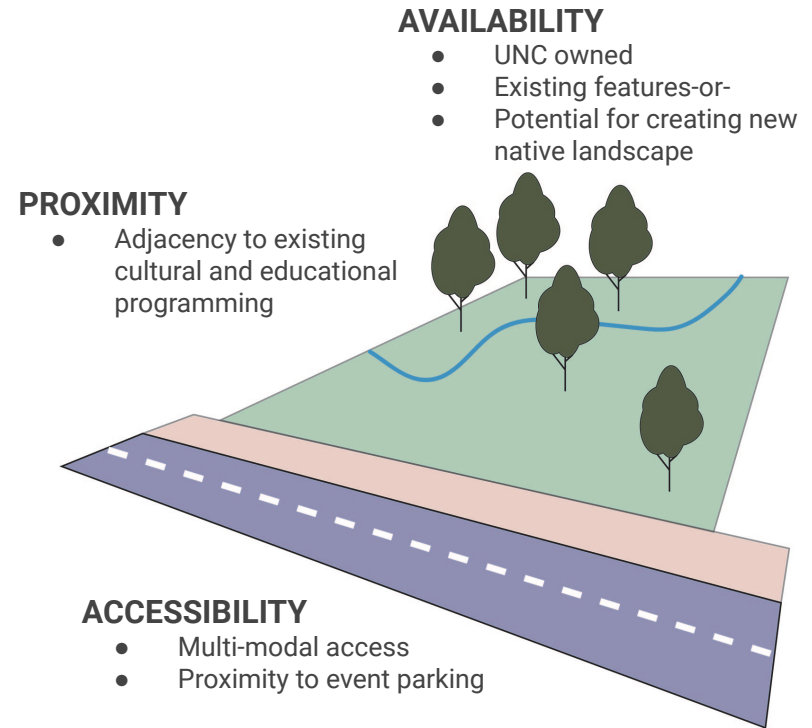 AVAILABILITY
● UNC owned
● Existing features-or-
● Potential for creating new
native landscape
PROXIMITY
● Adjacency to existing
cultural and educational
programming
ACCESSIBILITY
● Multi-modal access
● Proximity to event parking